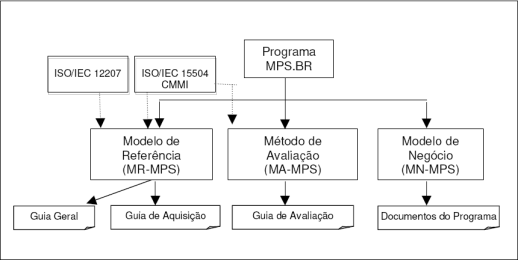 Programa
MPS.BR
ISO/IEC 12207
ISO/IEC 15504
CMMI
Modelo de
Referência
(MR-MPS)
Método de
Avaliação
(MA-MPS)
Modelo de
Negócio
(MN-MPS)
Guia Geral
Guía de Aquisição
Guia de Avaliação
Documentos do Programa